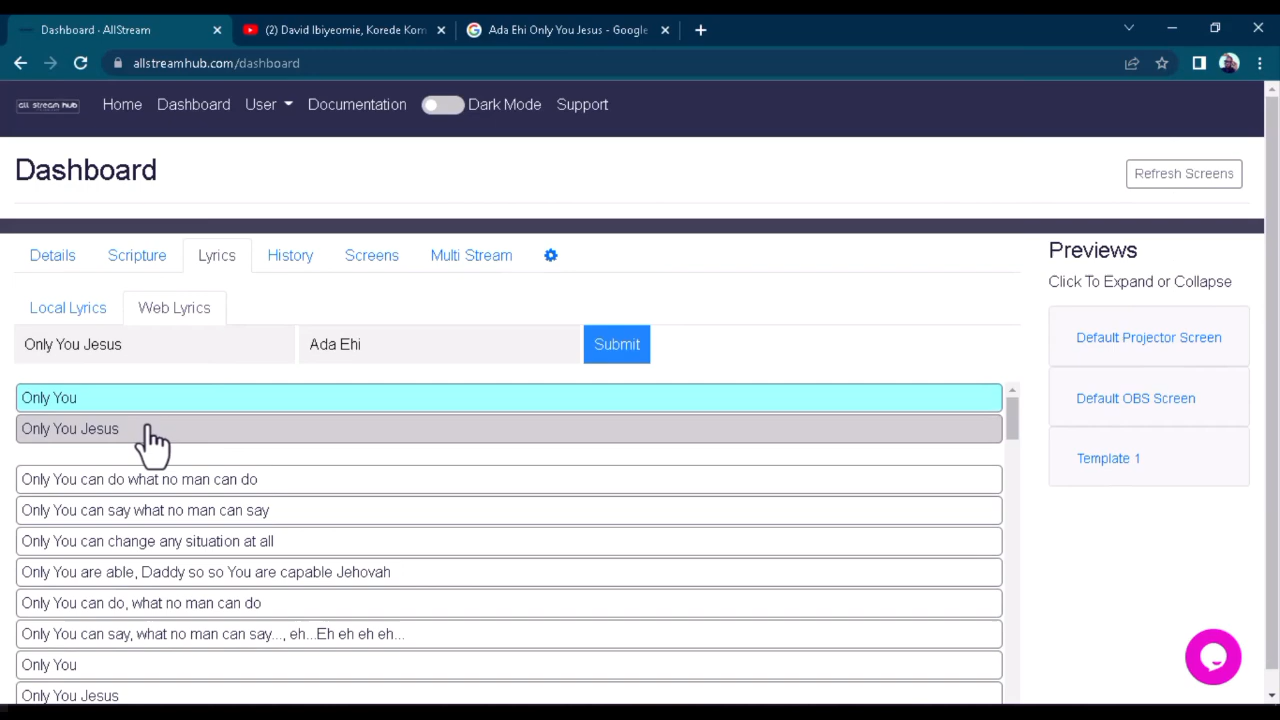 Dashboard · AllStream
(2) David Ibiyeomie, Korede Kom
Ada Ehi Only You Jesus - Google
allstreamhub.com/dashboard
all stream hub
Home
Dashboard
User
Documentation
Dark Mode
Support
Dashboard
Refresh Screens
Details
Scripture
Lyrics
History
Screens
Multi Stream
Local Lyrics
Web Lyrics
Only You Jesus
Ada Ehi
Submit
Only You
Only You Jesus
Only You can do what no man can do
Only You can say what no man can say
Only You can change any situation at all
Only You are able, Daddy so so You are capable Jehovah
Only You can do, what no man can do
Only You can say, what no man can say..., eh...Eh eh eh eh...
Only You
Only You Jesus
Previews
Click To Expand or Collapse
Default Projector Screen
Default OBS Screen
Template 1